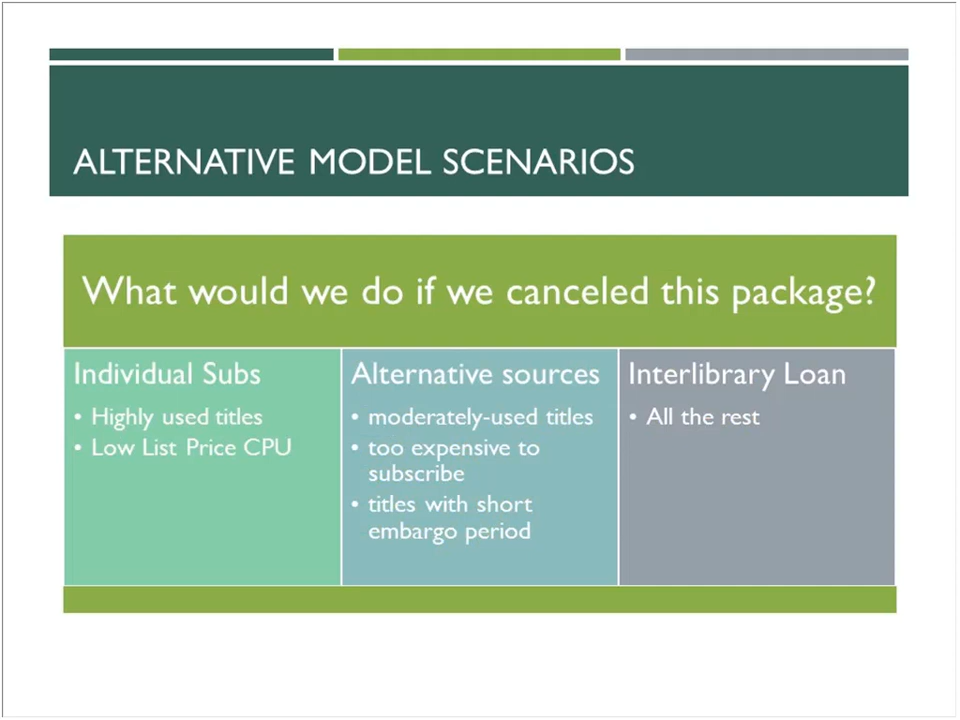 ALTERNATIVE MODEL SCENARIOS
What would we do if we canceled this package?
Individual Subs
• Highly used titles
• Low List Price CPU
Alternative sources
• moderately-used titles
• too expensive to
subscribe
• titles with short
embargo period
Interlibrary Loan
• All the rest